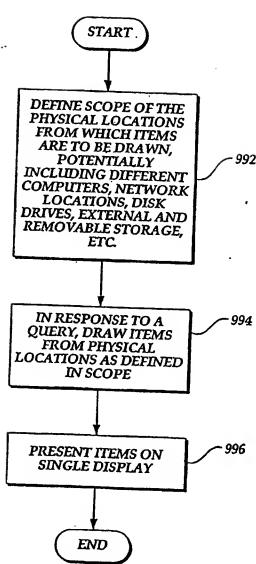 START
DEFINE SCOPE OF THE
PHYSICAL LOCATIONS
FROM WHICH ITEMS
ARE TO BE DRAWN,
POTENTIALLY
INCLUDING DIFFERENT
COMPUTERS, NETWORK
LOCATIONS, DISK
DRIVES, EXTERNAL AND
REMOVABLE STORAGE,
ETC.
992
IN RESPONSE TO A
QUERY, DRAW ITEMS
FROM PHYSICAL
LOCATIONS AS DEFINED
IN SCOPE
994
PRESENT ITEMS ON
SINGLE DISPLAY
996
END